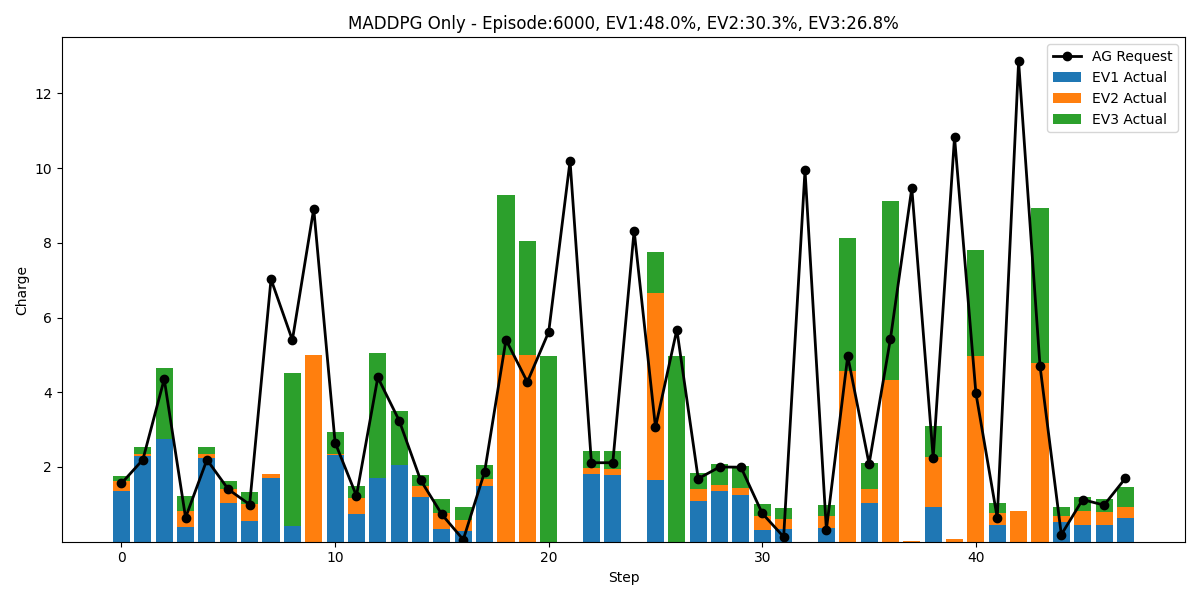 MADDPG Only - Episode:6000, EV1:48.0%, EV2:30.3%, EV3:26.8%
AG Request
EV1 Actual
EV2 Actual
EV3 Actual
12
10
8
6
4
2
Charge
0 10 20 30 40
Step